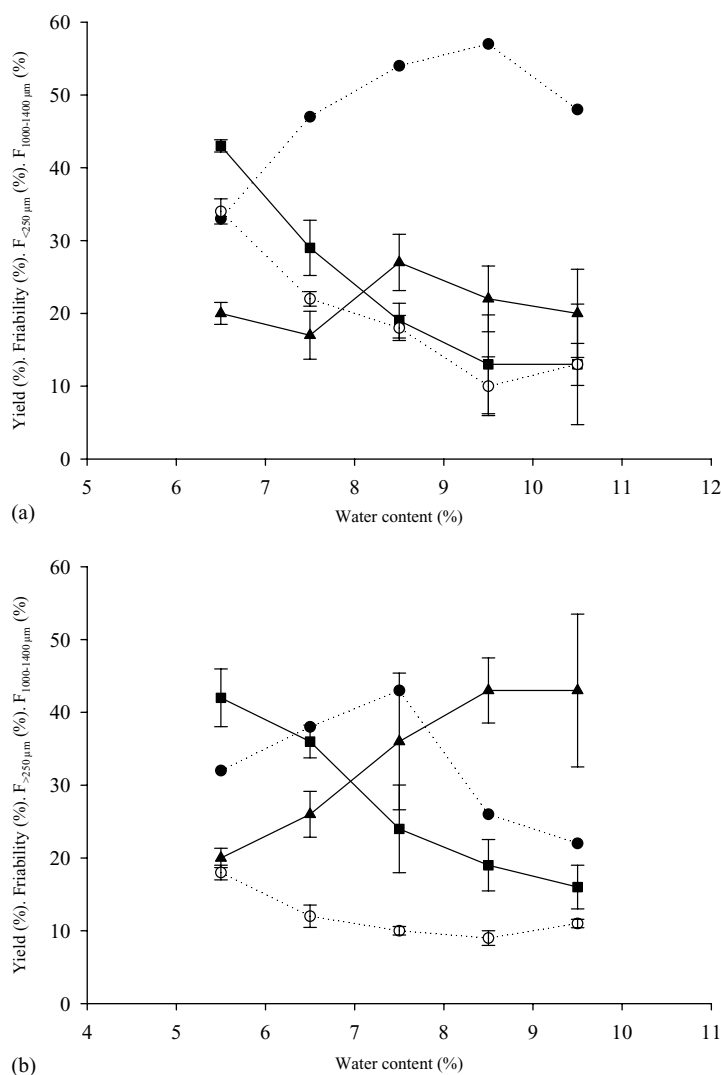 60
50
40
30
20
10
0
Yield (%). Friability (%). F<250 μm (%). F1000-1400 μm (%)
5 6 7 8 9 10 11 12
(a)
Water content (%)
60
50
40
30
20
10
0
Yield (%). Friability (%). F>250 μm (%). F1000-1400 μm (%)
4 5 6 7 8 9 10 11
(b)
Water content (%)